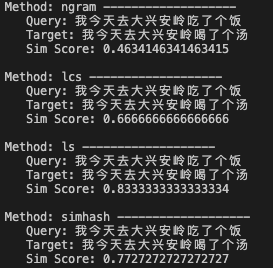 Method: ngram -------------------
Query: 我今天去大兴安岭吃了个饭
Target: 我今天去大兴安岭喝了个汤
Sim Score: 0.4634146341463415
Method: lcs -------------------
Query: 我今天去大兴安岭吃了个饭
Target: 我今天去大兴安岭喝了个汤
Sim Score: 0.6666666666666666
Method: ls -------------------
Query: 我今天去大兴安岭吃了个饭
Target: 我今天去大兴安岭喝了个汤
Sim Score: 0.8333333333333334
Method: simhash -------------------
Query: 我今天去大兴安岭吃了个饭
Target: 我今天去大兴安岭喝了个汤
Sim Score: 0.7727272727272727